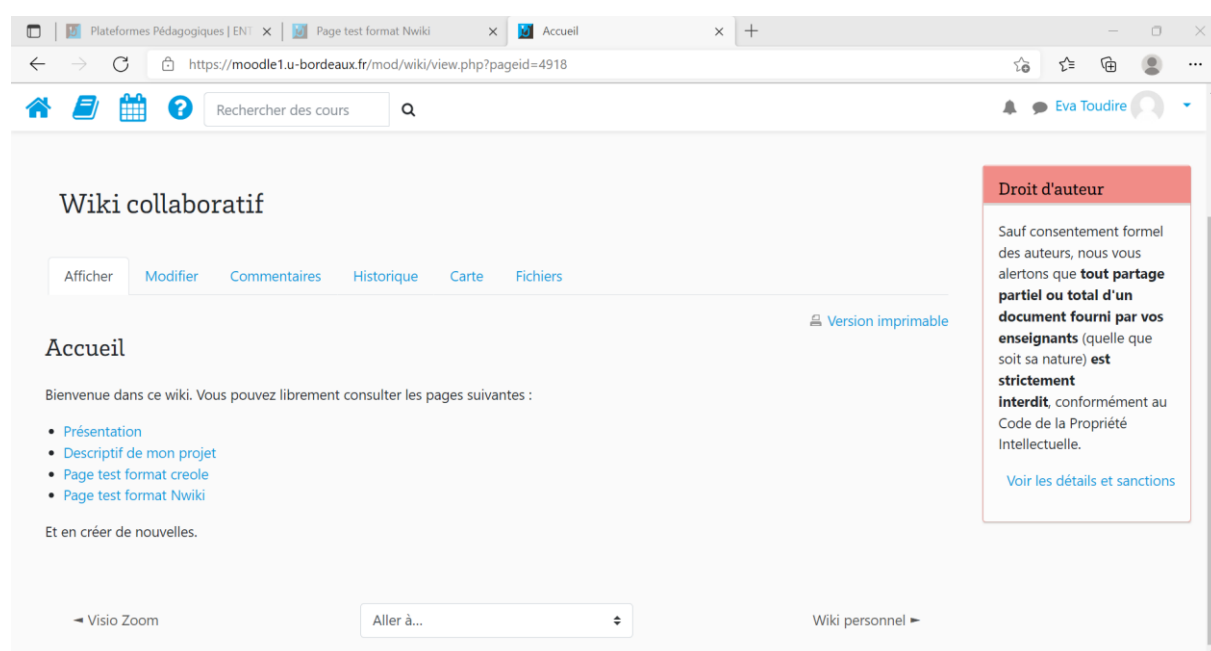 Plateformes Pédagogiques | ENT
Page test format Nwiki
Accueil
https://moodle1.u-bordeaux.fr/mod/wiki/view.php?pageid=4918
Rechercher des cours
Eva Toudire
Wiki collaboratif
Afficher Modifier Commentaires Historique Carte Fichiers
Version imprimable
Accueil
Bienvenue dans ce wiki. Vous pouvez librement consulter les pages suivantes :
• Présentation
• Descriptif de mon projet
• Page test format creole
• Page test format Nwiki
Et en créer de nouvelles.
◄ Visio Zoom
Aller à...
Wiki personnel ►
Droit d'auteur
Sauf consentement formel
des auteurs, nous vous
alertons que tout partage
partiel ou total d'un
document fourni par vos
enseignants (quelle que
soit sa nature) est
strictement
interdit, conformément au
Code de la Propriété
Intellectuelle.
Voir les détails et sanctions